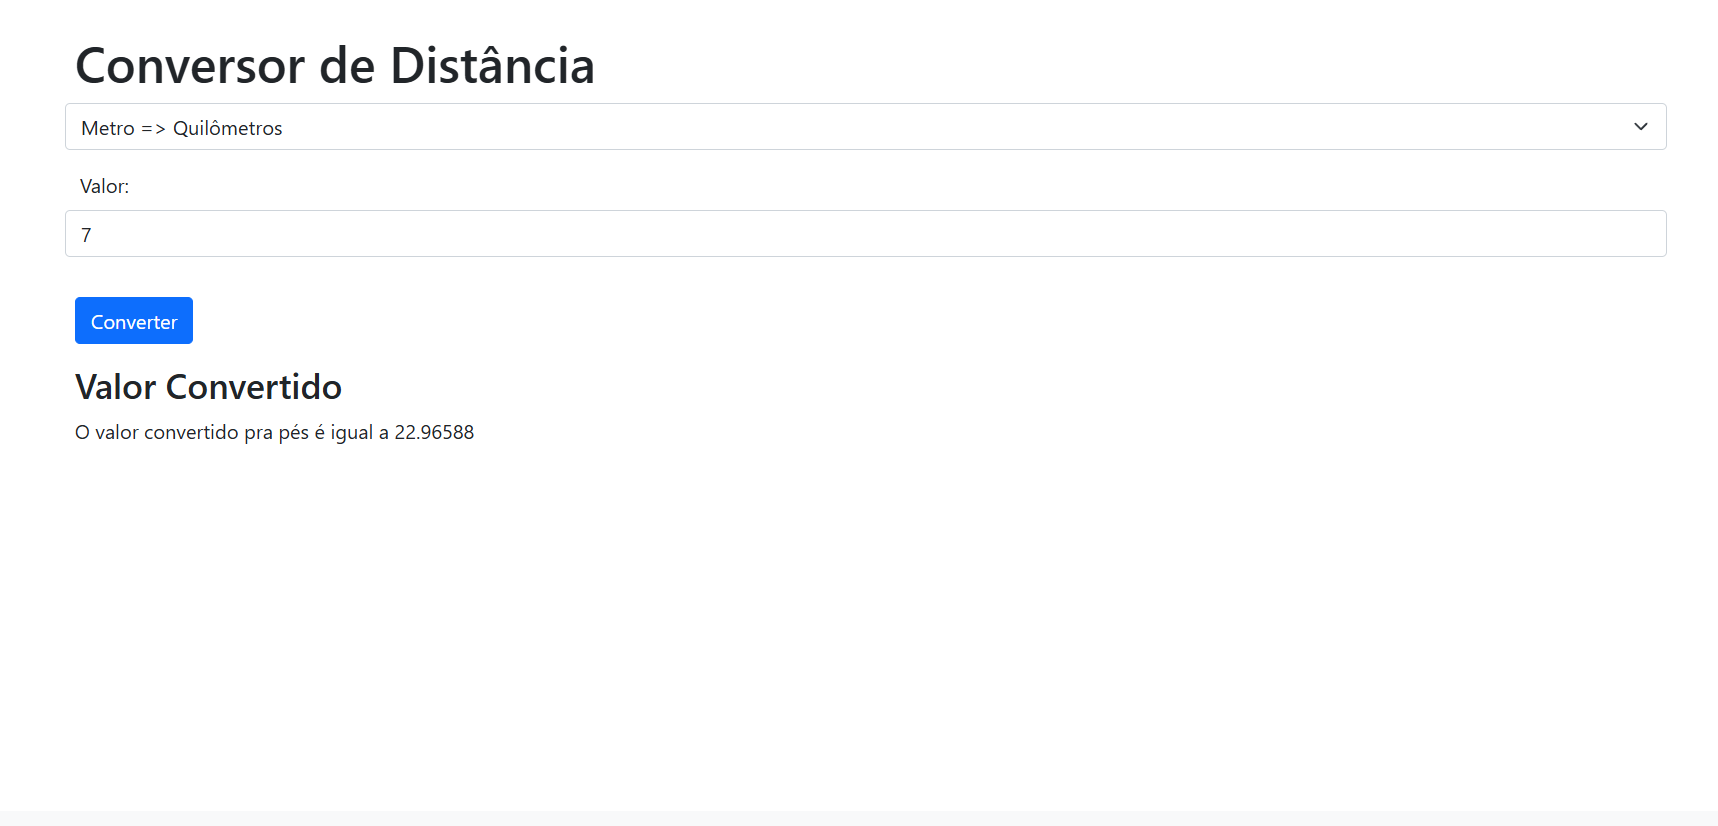 Conversor de Distância
Metro => Quilômetros
Valor:
7
Converter
Valor Convertido
O valor convertido pra pés é igual a 22.96588